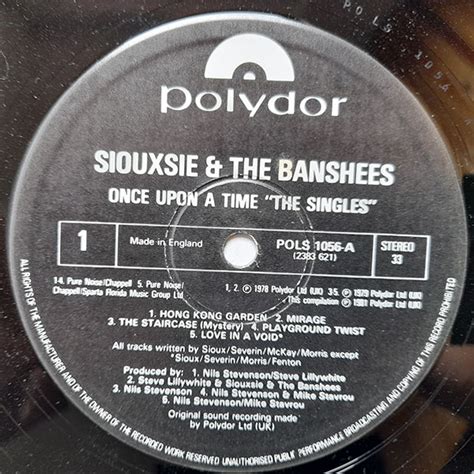 polydor
SIOUXSIE & THE BANSHEES
ONCE UPON A TIME "THE SINGLES"
1
Made in England
POLS 1056-A
(2383 621)
STEREO
33
1-4. Pure Noise/Chappell 5. Pure Noise/
Chappell/Sparta Florida Music Group Ltd.
1, 2. ℗ 1978 Polydor Ltd (UK) 3-5. ℗ 1979 Polydor Ltd (UK)
This compilation ℗ 1981 Polydor Ltd (UK)
1. HONG KONG GARDEN 2. MIRAGE
3. THE STAIRCASE (Mystery) 4. PLAYGROUND TWIST
5. LOVE IN A VOID*
All tracks written by Sioux/Severin/McKay/Morris except
*Sioux/Severin/Morris/Fenton
Produced by: 1. Nils Stevenson/Steve Lillywhite
2. Steve Lillywhite & Siouxsie & The Banshees
3. Nils Stevenson 4. Nils Stevenson & Mike Stavrou
5. Nils Stevenson/Mike Stavrou
Original sound recording made
by Polydor Ltd (UK)
ALL RIGHTS OF THE MANUFACTURER AND OF THE OWNER OF THE RECORDED WORK RESERVED UNAUTHORISED PUBLIC PERFORMANCE BROADCASTING AND COPYING OF THIS RECORD PROHIBITED